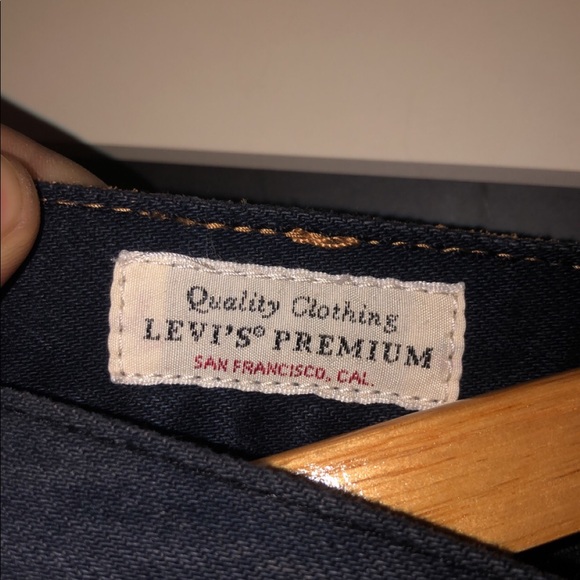 Quality Clothing
LEVI'S® PREMIUM
SAN FRANCISCO, CAL.